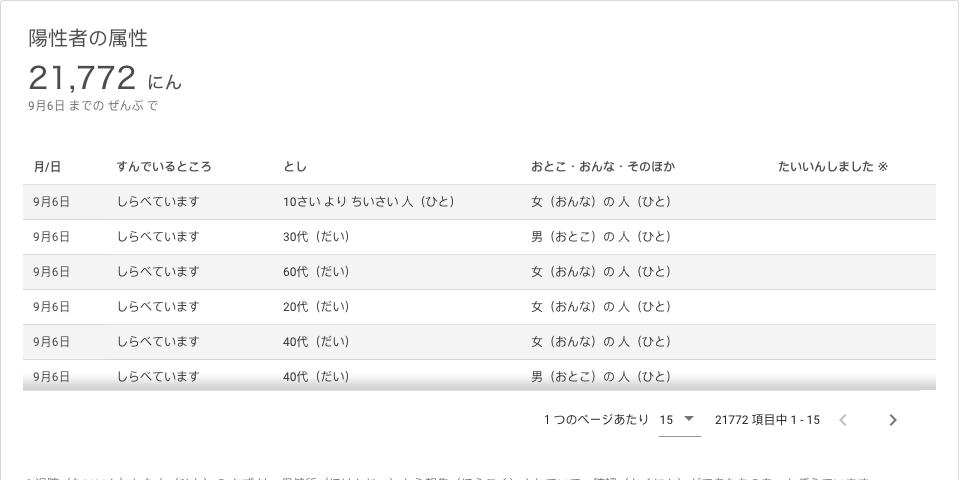 陽性者の属性
21,772 にん
9月6日 までの ぜんぶ で
月/日 すんでいるところ とし おとこ・おんな・そのほか たいいんしました ※
9月6日 しらべています 10さい より ちいさい 人（ひと） 女（おんな）の 人（ひと）
9月6日 しらべています 30代（だい） 男（おとこ）の 人（ひと）
9月6日 しらべています 60代（だい） 女（おんな）の 人（ひと）
9月6日 しらべています 20代（だい） 女（おんな）の 人（ひと）
9月6日 しらべています 40代（だい） 女（おんな）の 人（ひと）
9月6日 しらべています 40代（だい） 男（おとこ）の 人（ひと）
1 つのページあたり 15 21772 項目中 1 - 15